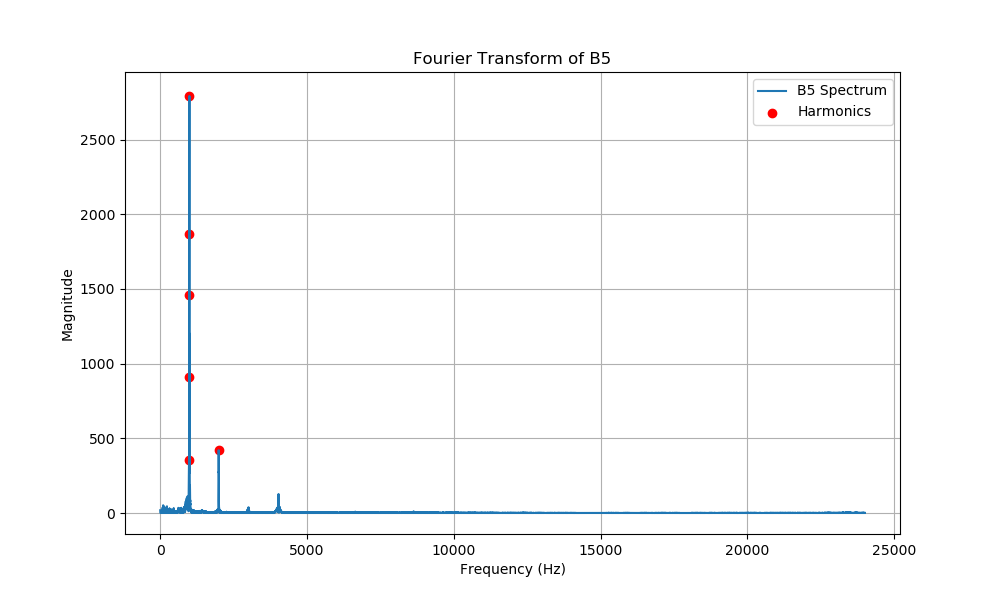 Fourier Transform of B5
B5 Spectrum
Harmonics
2500
2000
1500
1000
500
0
Magnitude
0 5000 10000 15000 20000 25000
Frequency (Hz)